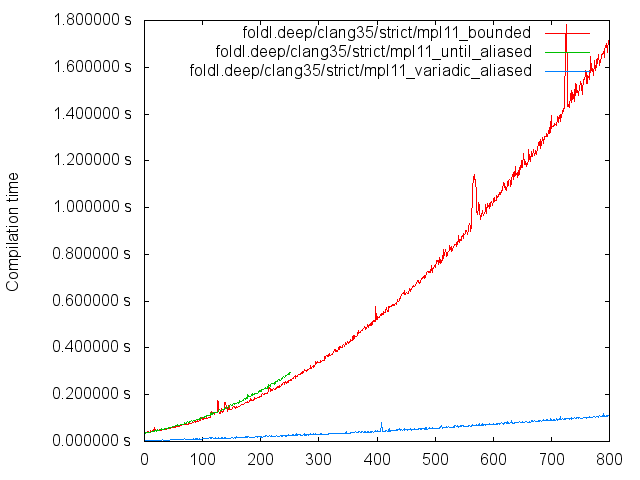 1.800000 s
foldl.deep/clang35/strict/mpl11_bounded
foldl.deep/clang35/strict/mpl11_until_aliased
1.600000 s
foldl.deep/clang35/strict/mpl11_variadic_aliased
1.400000 s
1.200000 s
1.000000 s
0.800000 s
0.600000 s
0.400000 s
0.200000 s
0.000000 s
Compilation time
0 100 200 300 400 500 600 700 800